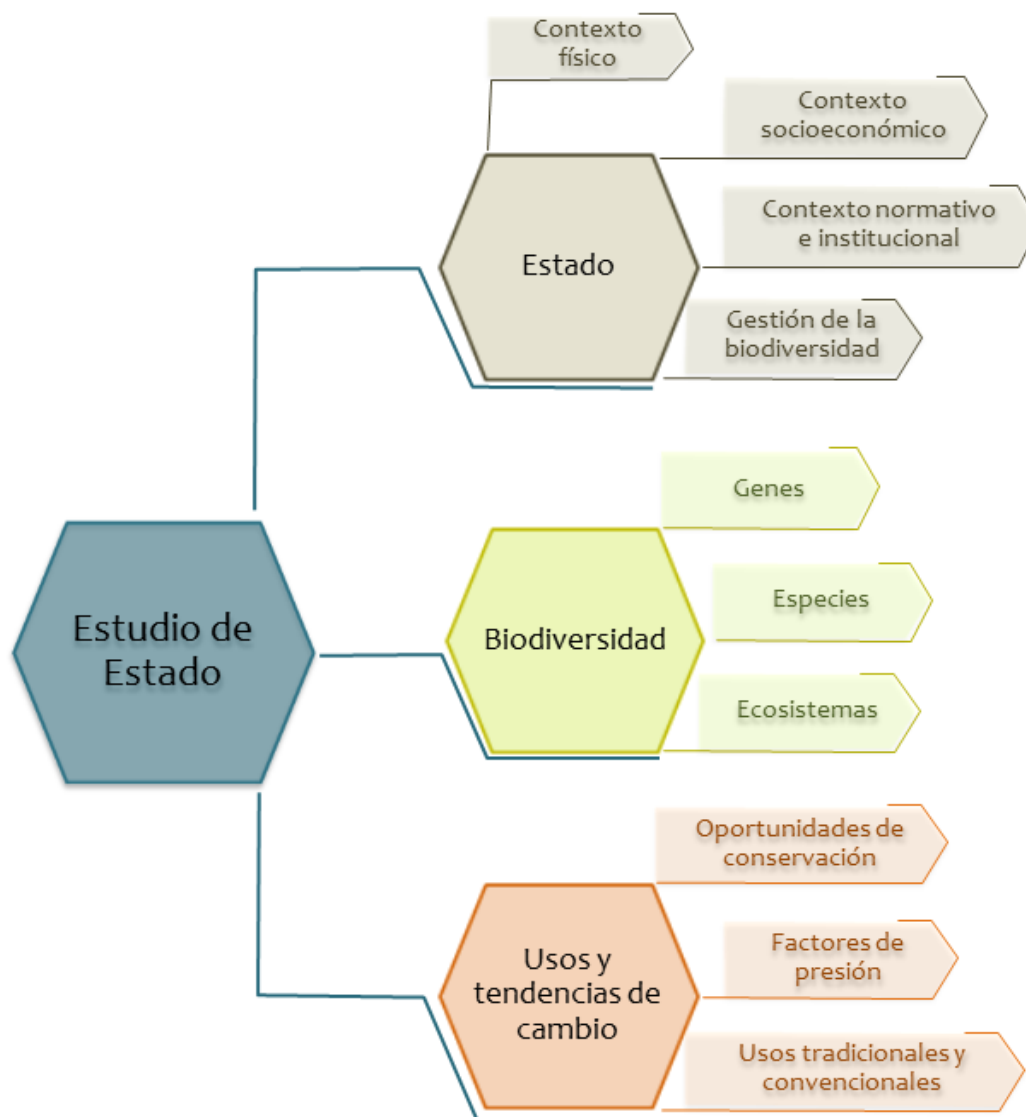 Contexto
físico
Contexto
socioeconómico
Contexto normativo
e institucional
Estado
Gestión de la
biodiversidad
Genes
Estudio de
Estado
Biodiversidad
Especies
Ecosistemas
Oportunidades de
conservación
Usos y
tendencias de
cambio
Factores de
presión
Usos tradicionales y
convencionales